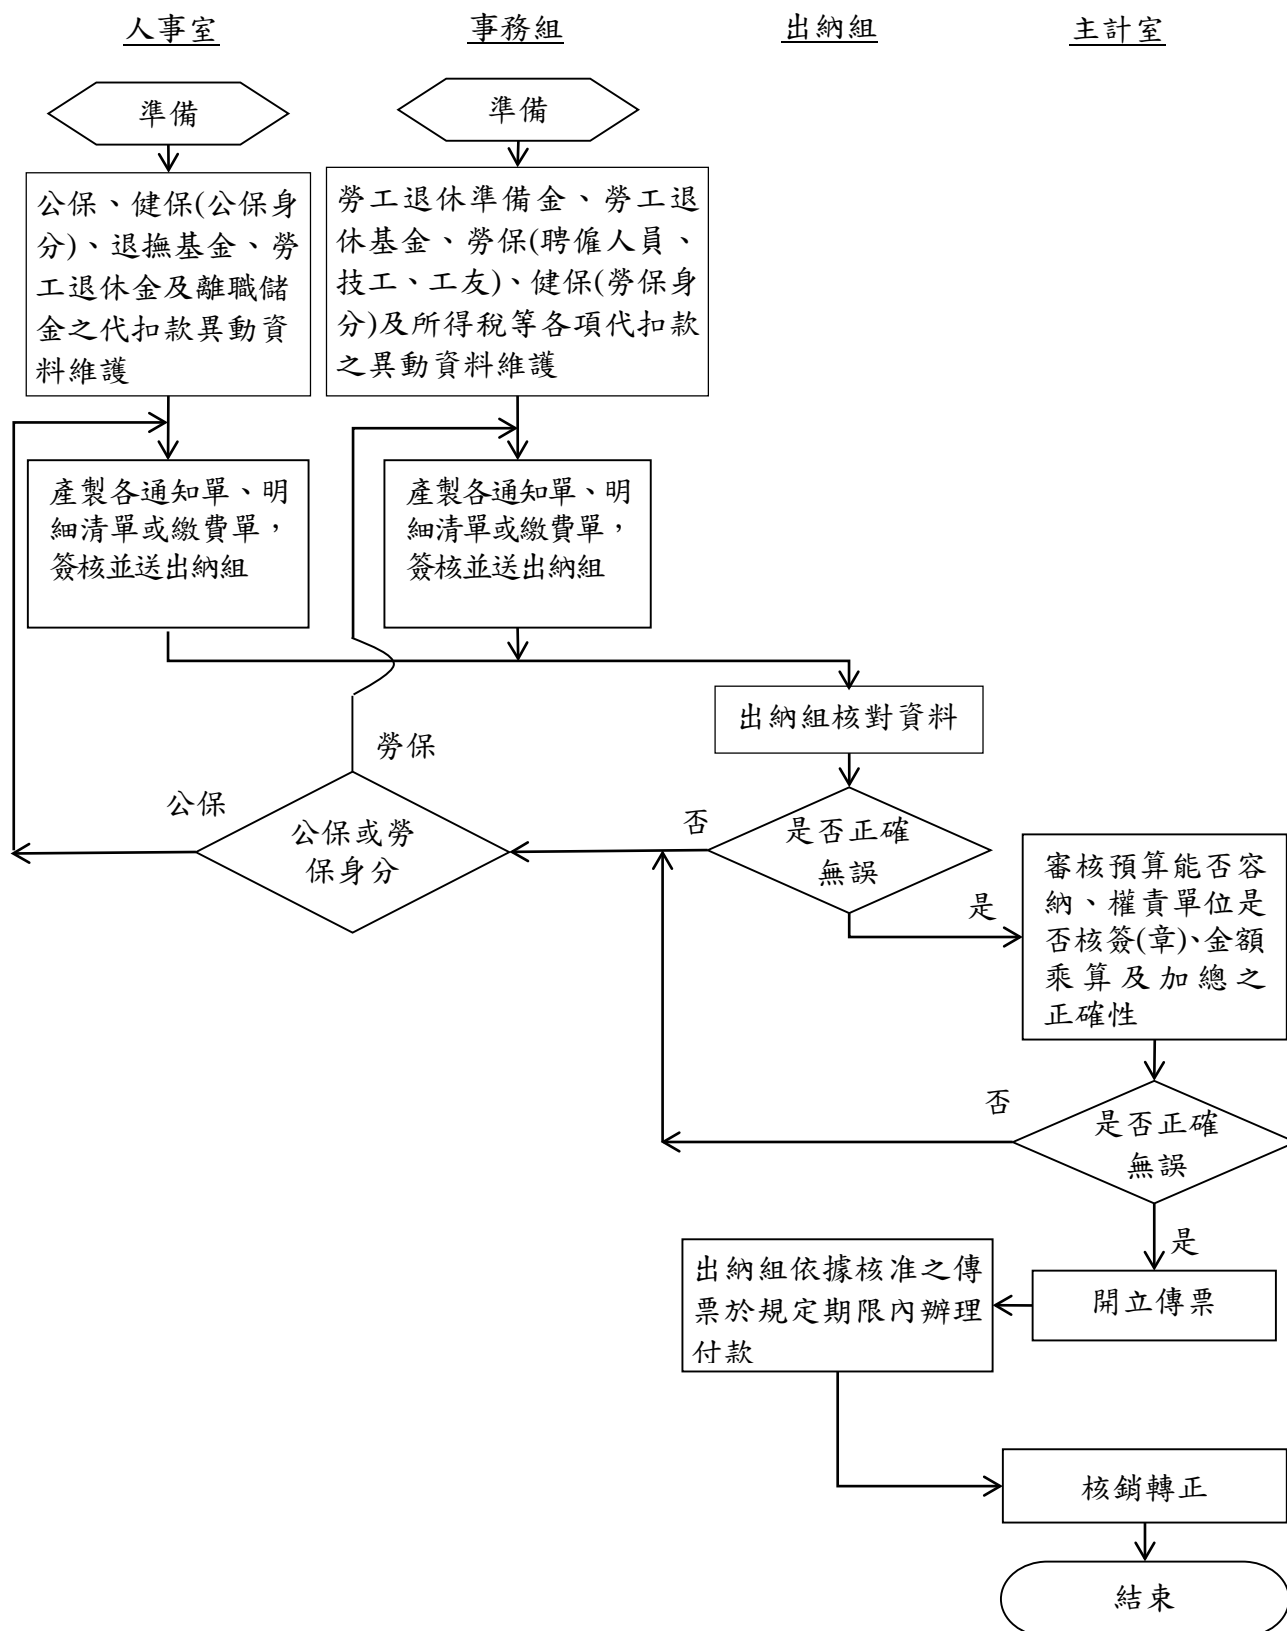 人事室
事務組
出納組
主計室
準備
準備
公保、健保(公保身
分)、退撫基金、勞
工退休金及離職儲
金之代扣款異動資
料維護
勞工退休準備金、勞工退
休基金、勞保(聘僱人員、
技工、工友)、健保(勞保身
分)及所得稅等各項代扣款
之異動資料維護
產製各通知單、明
細清單或繳費單，
簽核並送出納組
產製各通知單、明
細清單或繳費單，
簽核並送出納組
出納組核對資料
勞保
公保
公保或勞
保身分
否
是否正確
無誤
是
審核預算能否容
納、權責單位是
否核簽(章)、金額
乘算及加總之
正確性
否
是否正確
無誤
是
出納組依據核准之傳
票於規定期限內辦理
付款
開立傳票
核銷轉正
結束